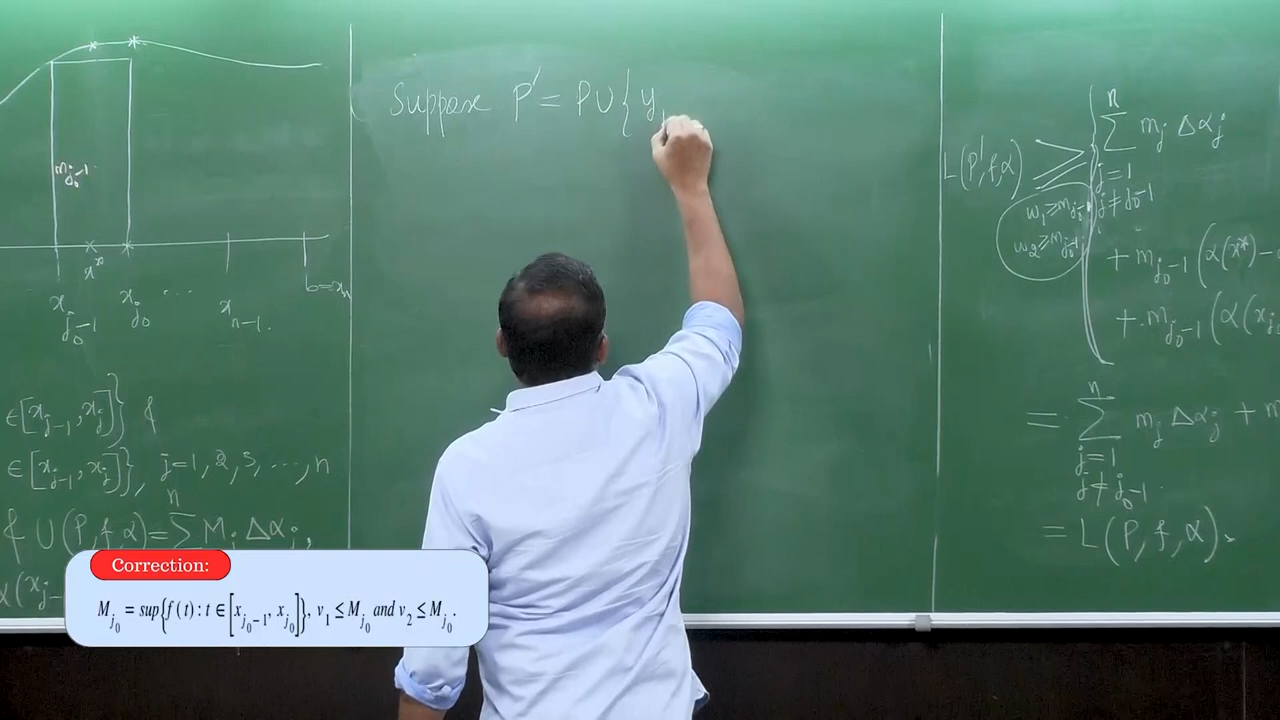 m_{j_0-1}
x*
x_{j_0-1} x_{j_0} ... x_{n-1} b=x_n
∈[x_{j-1}, x_j]} &
∈[x_{j-1}, x_j]}, j=1,2,3,...,n
& U(P,f,α)=∑^n M_j Δα_j,
α(x_{j-
Correction:
M_{j_0} = sup{f(t): t ∈ [x_{j_0-1}, x_{j_0}]}, v_1 ≤ M_{j_0} and v_2 ≤ M_{j_0}.
Suppose P' = P∪{y
L(P',f,α) ≥ ∑_{j=1, j≠j_0-1}^n m_j Δα_j
w_1≥m_{j_0-1}
w_2≥m_{j_0-1}
+ m_{j_0-1}(α(x*)-
+ m_{j_0-1}(α(x_j
= ∑_{j=1, j≠j_0-1}^n m_j Δα_j + m
= L(P,f,α).